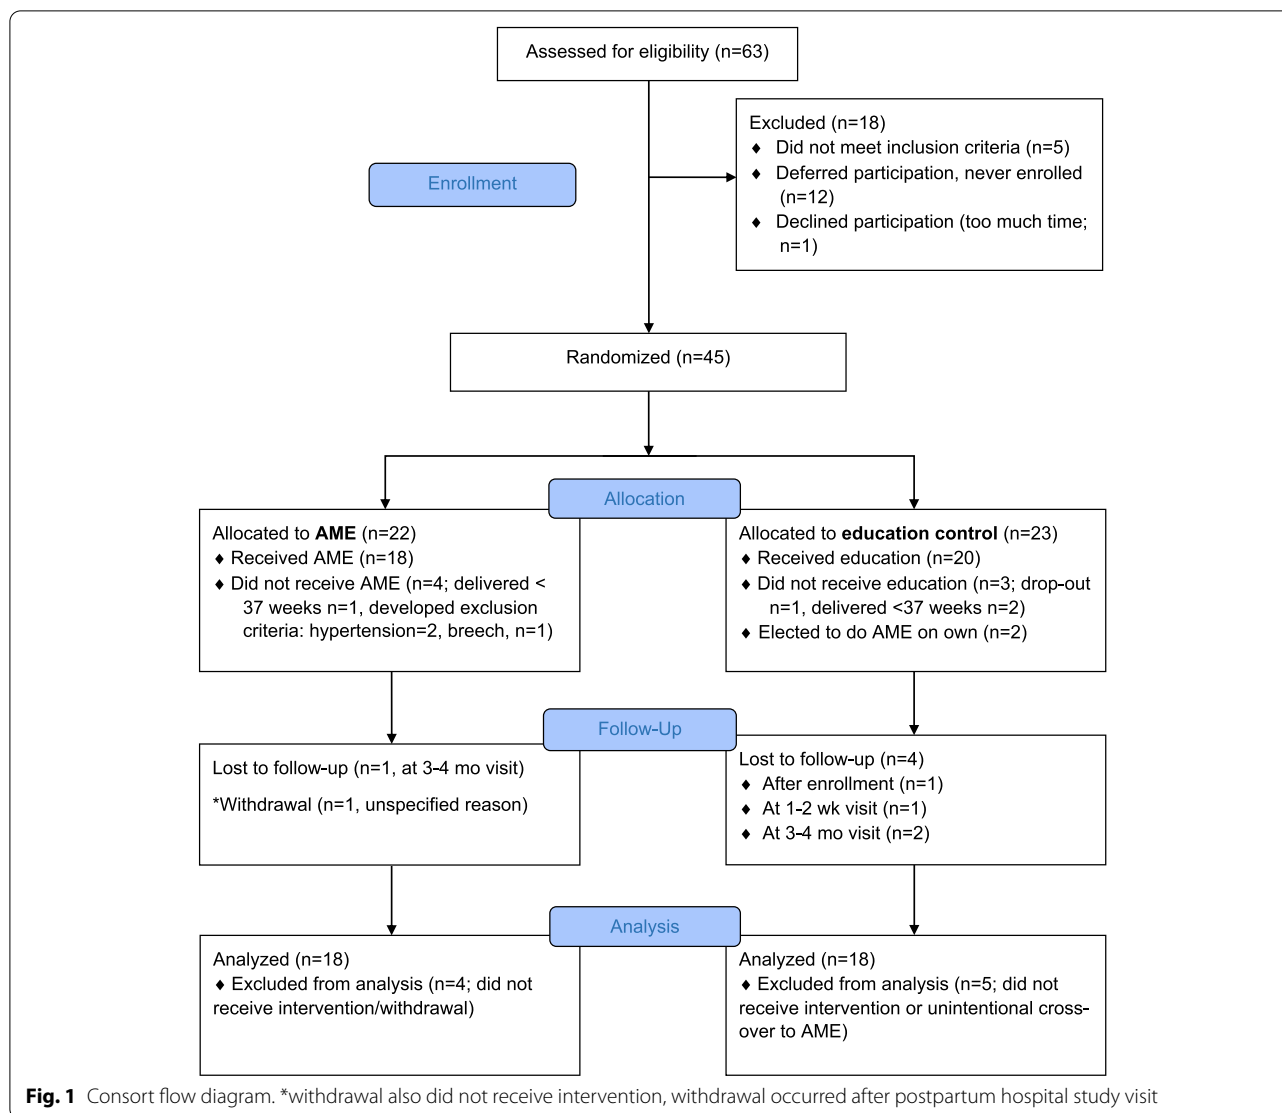 Assessed for eligibility (n=63)
Excluded (n=18)
♦ Did not meet inclusion criteria (n=5)
♦ Deferred participation, never enrolled
(n=12)
♦ Declined participation (too much time;
n=1)
Enrollment
Randomized (n=45)
Allocation
Allocated to AME (n=22)
♦ Received AME (n=18)
♦ Did not receive AME (n=4; delivered <
37 weeks n=1, developed exclusion
criteria: hypertension=2, breech, n=1)
Allocated to education control (n=23)
♦ Received education (n=20)
♦ Did not receive education (n=3; drop-out
n=1, delivered <37 weeks n=2)
♦ Elected to do AME on own (n=2)
Follow-Up
Lost to follow-up (n=1, at 3-4 mo visit)
*Withdrawal (n=1, unspecified reason)
Lost to follow-up (n=4)
♦ After enrollment (n=1)
♦ At 1-2 wk visit (n=1)
♦ At 3-4 mo visit (n=2)
Analysis
Analyzed (n=18)
♦ Excluded from analysis (n=4; did not
receive intervention/withdrawal)
Analyzed (n=18)
♦ Excluded from analysis (n=5; did not
receive intervention or unintentional cross-
over to AME)
Fig. 1 Consort flow diagram. *withdrawal also did not receive intervention, withdrawal occurred after postpartum hospital study visit